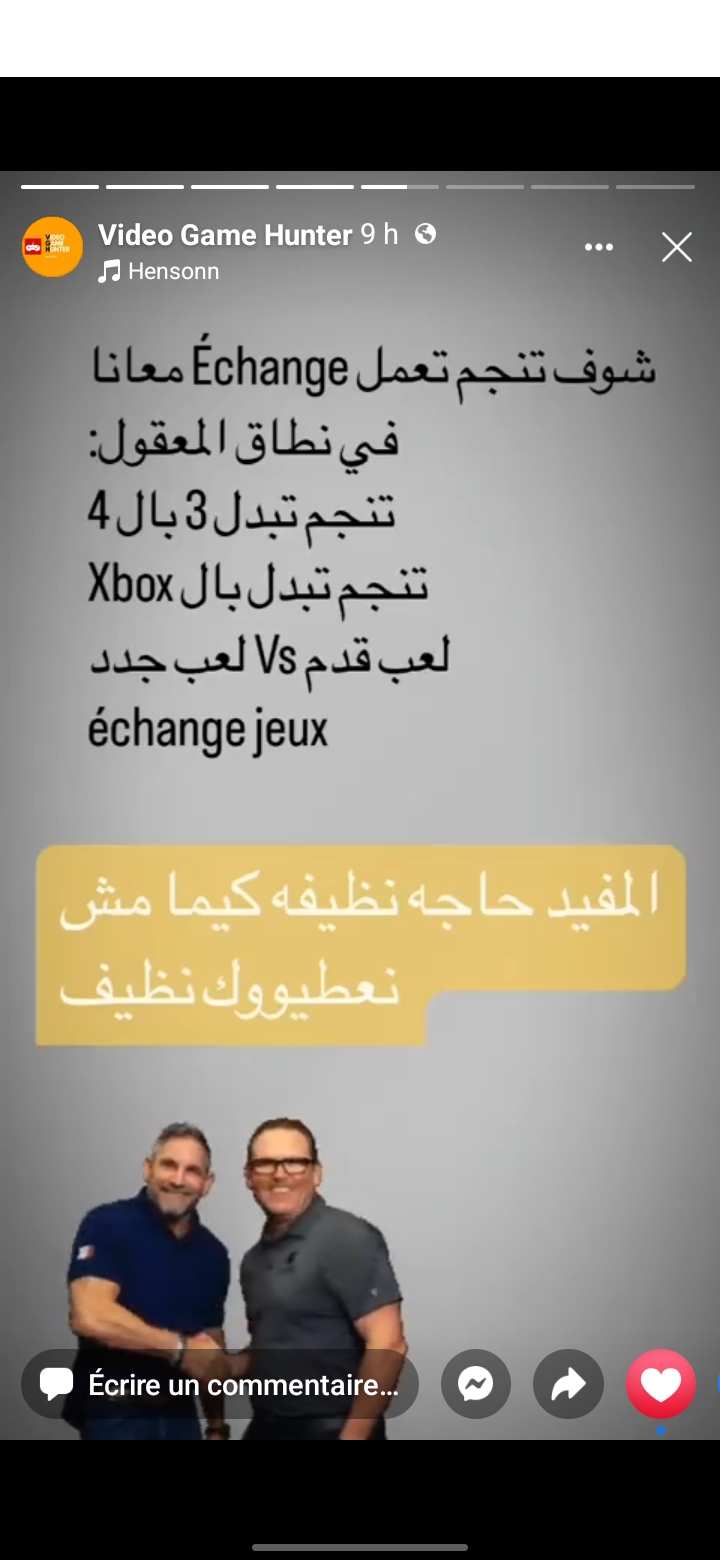 Video Game Hunter 9 h
Hensonn
شوف تنجم تعمل Échange معانا
في نطاق المعقول:
تنجم تبدل 3 بال 4
تنجم تبدل بال Xbox
لعب قدم Vs لعب جدد
échange jeux
المفيد حاجه نظيفه كيما مش
نعطيووك نظيف
Écrire un commentaire...